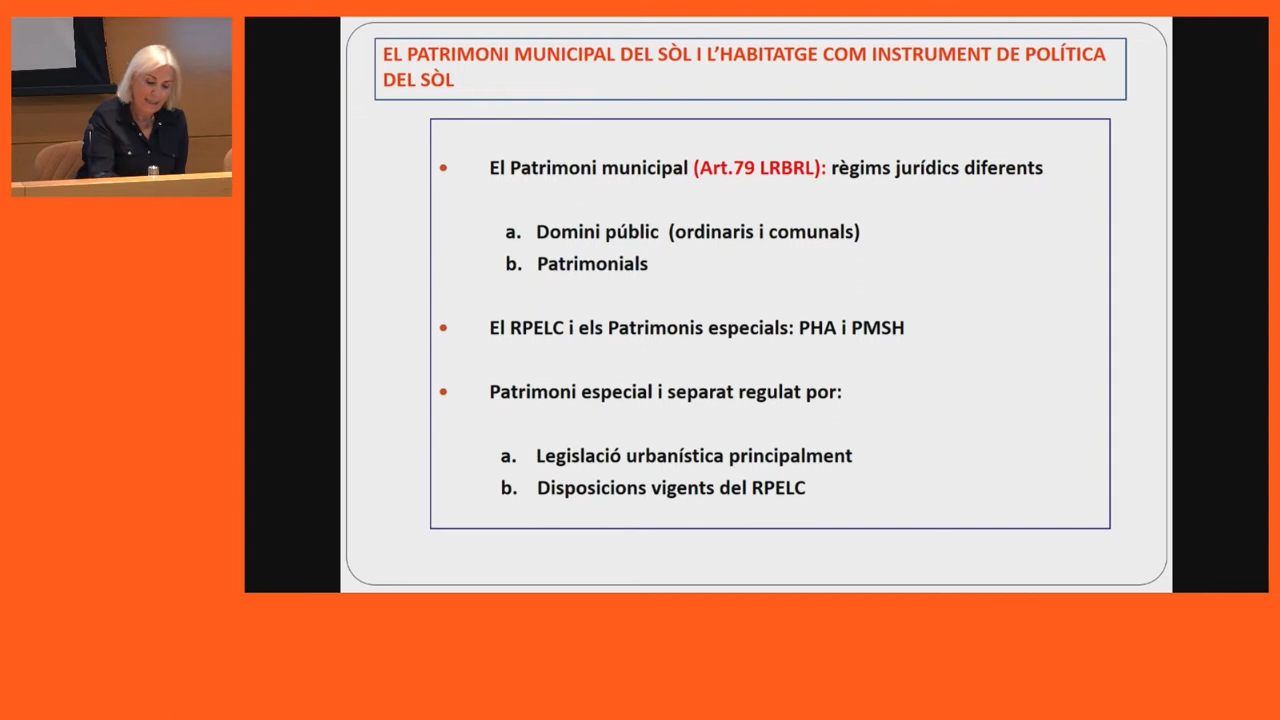 EL PATRIMONI MUNICIPAL DEL SÒL I L'HABITATGE COM INSTRUMENT DE POLÍTICA
DEL SÒL
• El Patrimoni municipal (Art.79 LRBRL): règims jurídics diferents
a. Domini públic (ordinaris i comunals)
b. Patrimonials
• El RPELC i els Patrimonis especials: PHA i PMSH
• Patrimoni especial i separat regulat por:
a. Legislació urbanística principalment
b. Disposicions vigents del RPELC